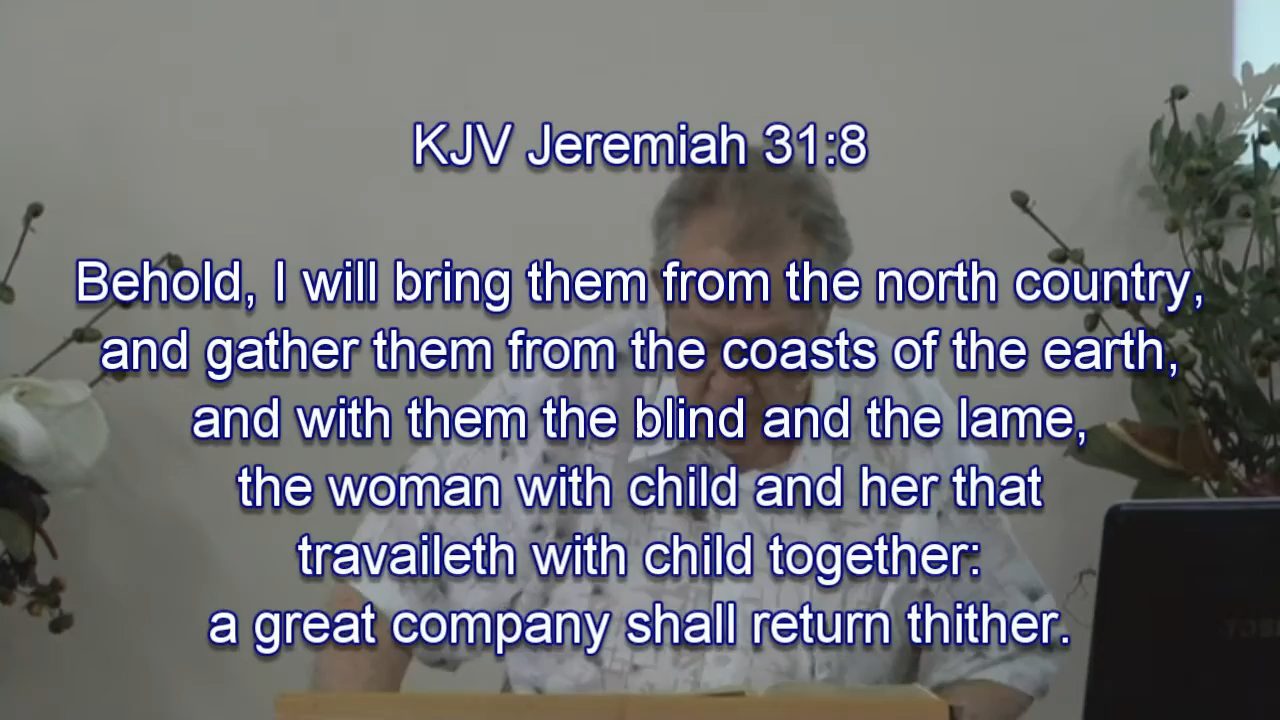 KJV Jeremiah 31:8
Behold, I will bring them from the north country,
and gather them from the coasts of the earth,
and with them the blind and the lame,
the woman with child and her that
travaileth with child together:
a great company shall return thither.